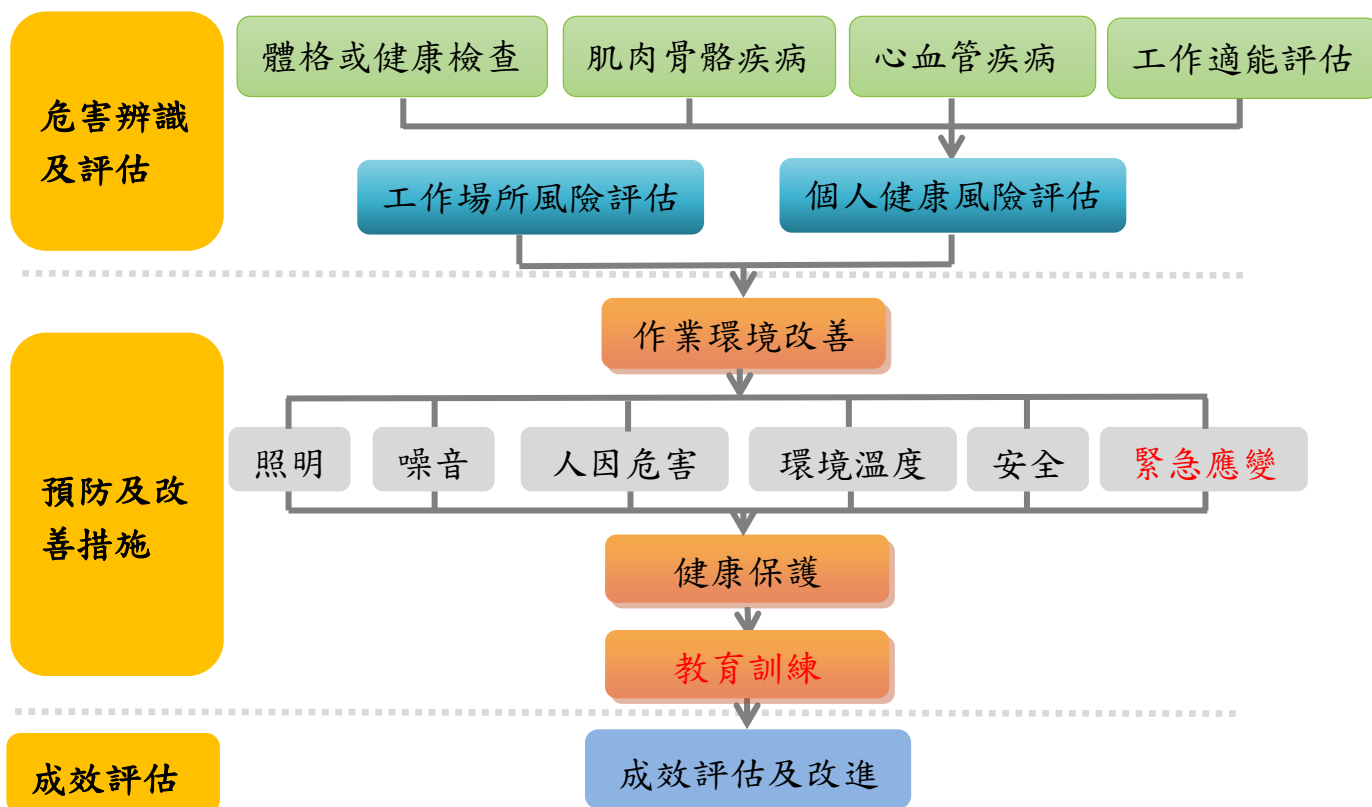 危害辨識
及評估
體格或健康檢查
肌肉骨骼疾病
心血管疾病
工作適能評估
工作場所風險評估
個人健康風險評估
預防及改
善措施
作業環境改善
照明
噪音
人因危害
環境溫度
安全
緊急應變
健康保護
教育訓練
成效評估
成效評估及改進